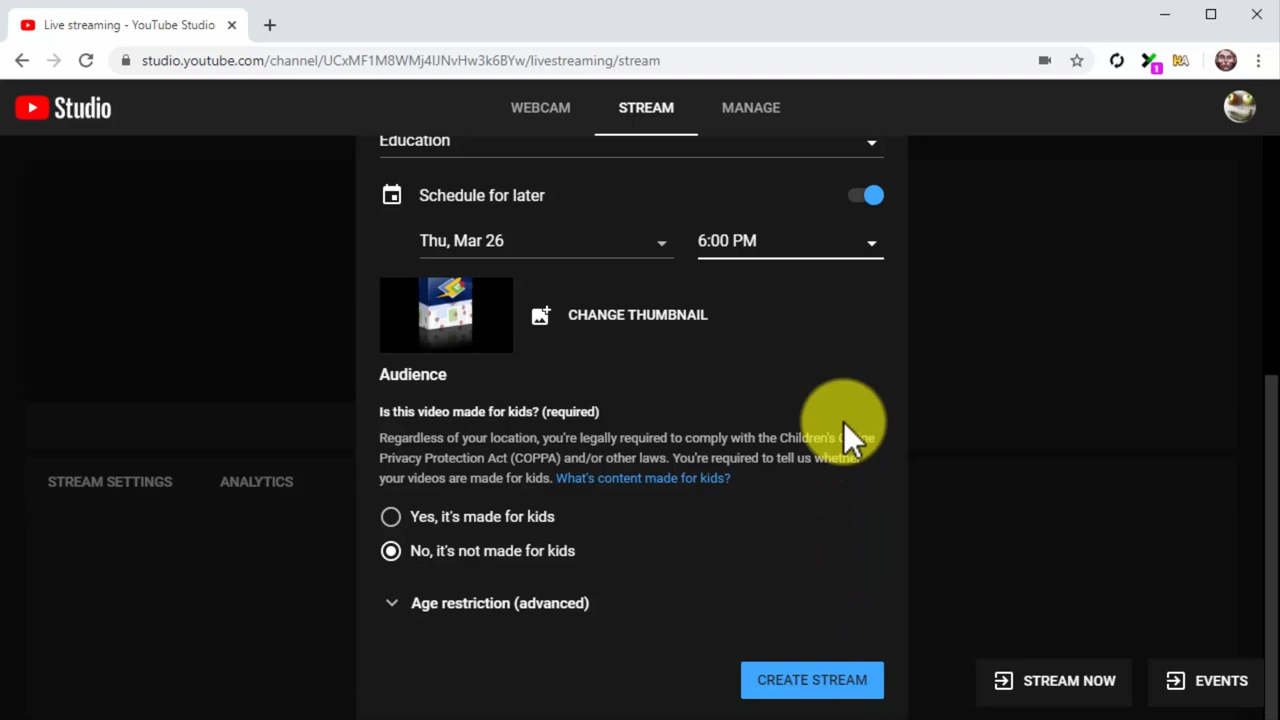 Live streaming - YouTube Studio
studio.youtube.com/channel/UCxMF1M8WMj4IJNvHw3k6BYw/livestreaming/stream
1
Studio
WEBCAM
STREAM
MANAGE
Education
Schedule for later
Thu, Mar 26
6:00 PM
CHANGE THUMBNAIL
Audience
Is this video made for kids? (required)
Regardless of your location, you're legally required to comply with the Children's Online
Privacy Protection Act (COPPA) and/or other laws. You're required to tell us whether
your videos are made for kids. What's content made for kids?
STREAM SETTINGS
ANALYTICS
Yes, it's made for kids
No, it's not made for kids
Age restriction (advanced)
CREATE STREAM
STREAM NOW
EVENTS